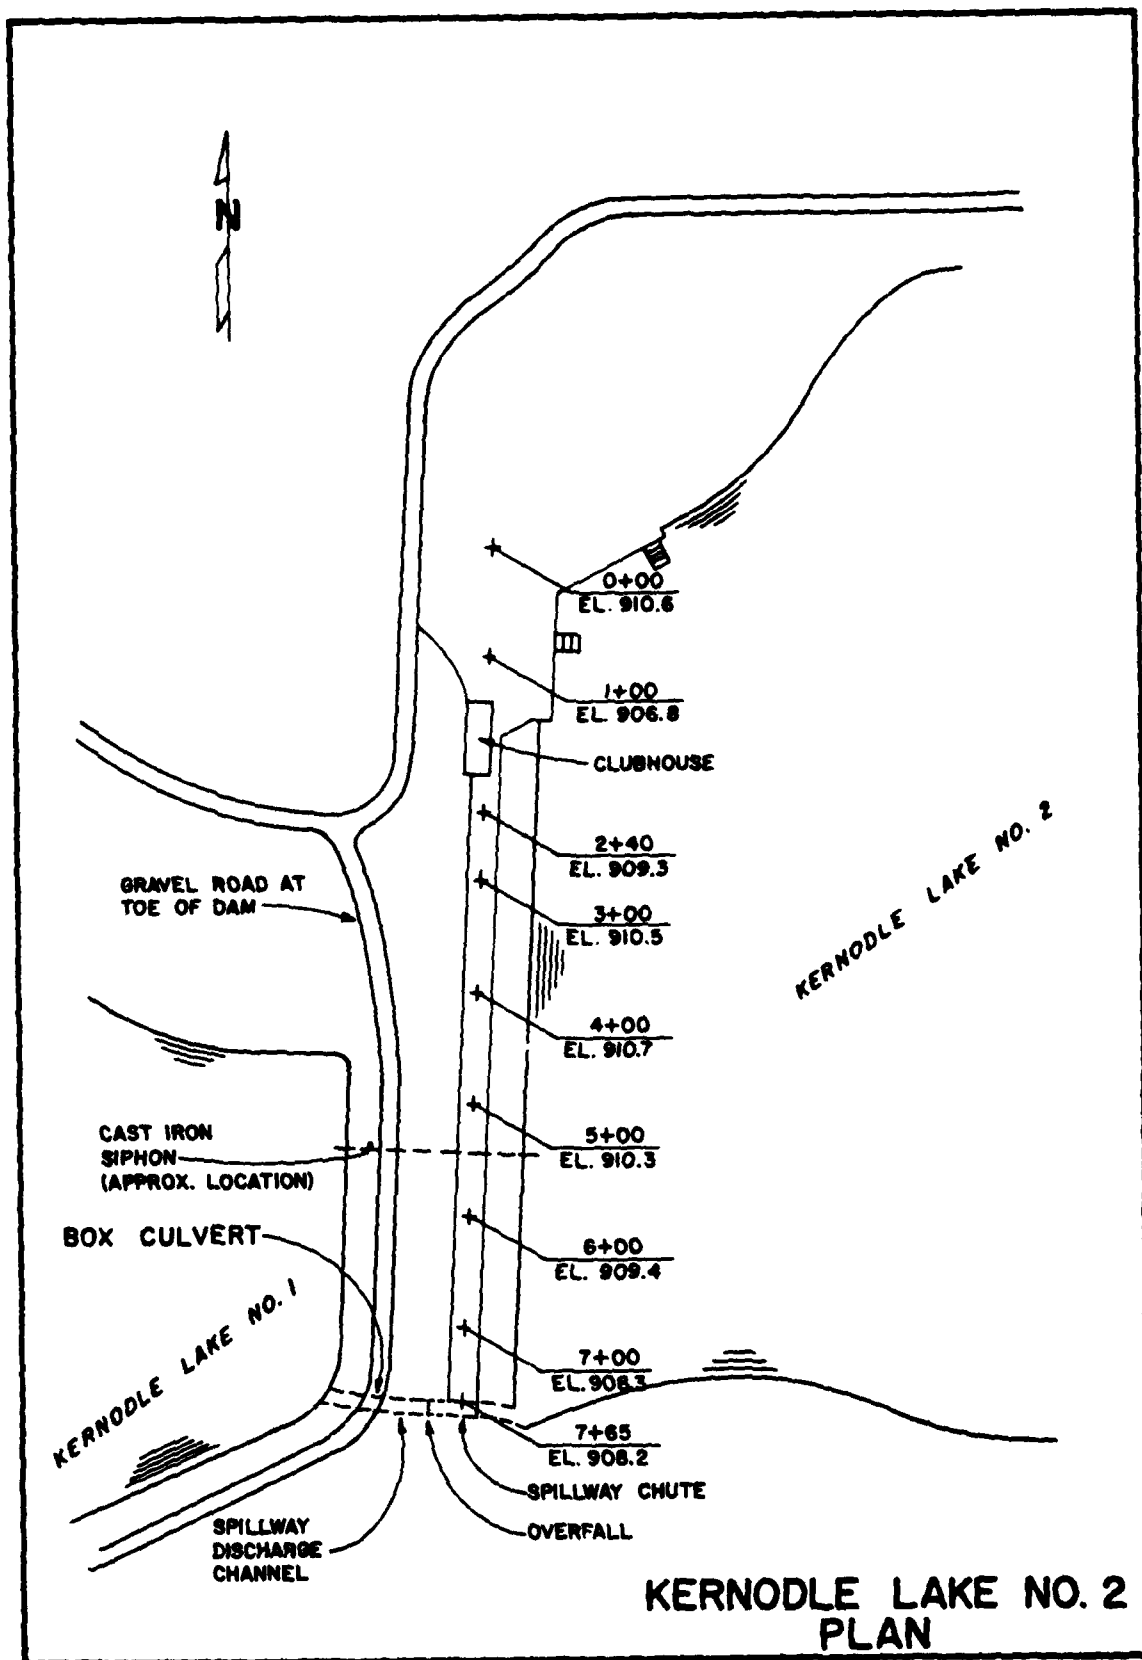 N
0+00
EL. 910.6
1+00
EL. 906.8
CLUBHOUSE
2+40
EL. 909.3
KERNODLE LAKE NO. 2
GRAVEL ROAD AT
TOE OF DAM
3+00
EL. 910.5
4+00
EL. 910.7
CAST IRON
SIPHON
(APPROX. LOCATION)
5+00
EL. 910.3
BOX CULVERT
6+00
EL. 909.4
KERNODLE LAKE NO. 1
7+00
EL. 908.3
7+65
EL. 908.2
SPILLWAY CHUTE
OVERFALL
SPILLWAY
DISCHARGE
CHANNEL
KERNODLE LAKE NO. 2
PLAN